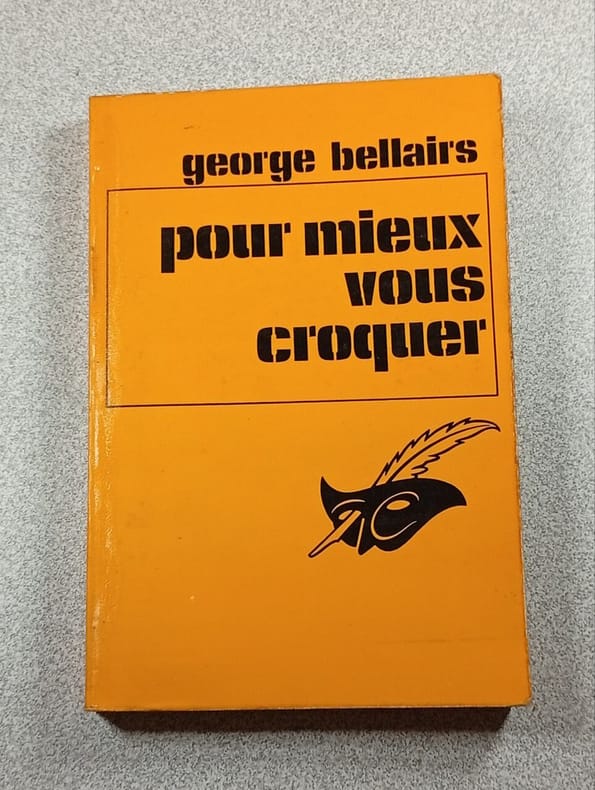 george bellairs
pour mieux
vous
croquer